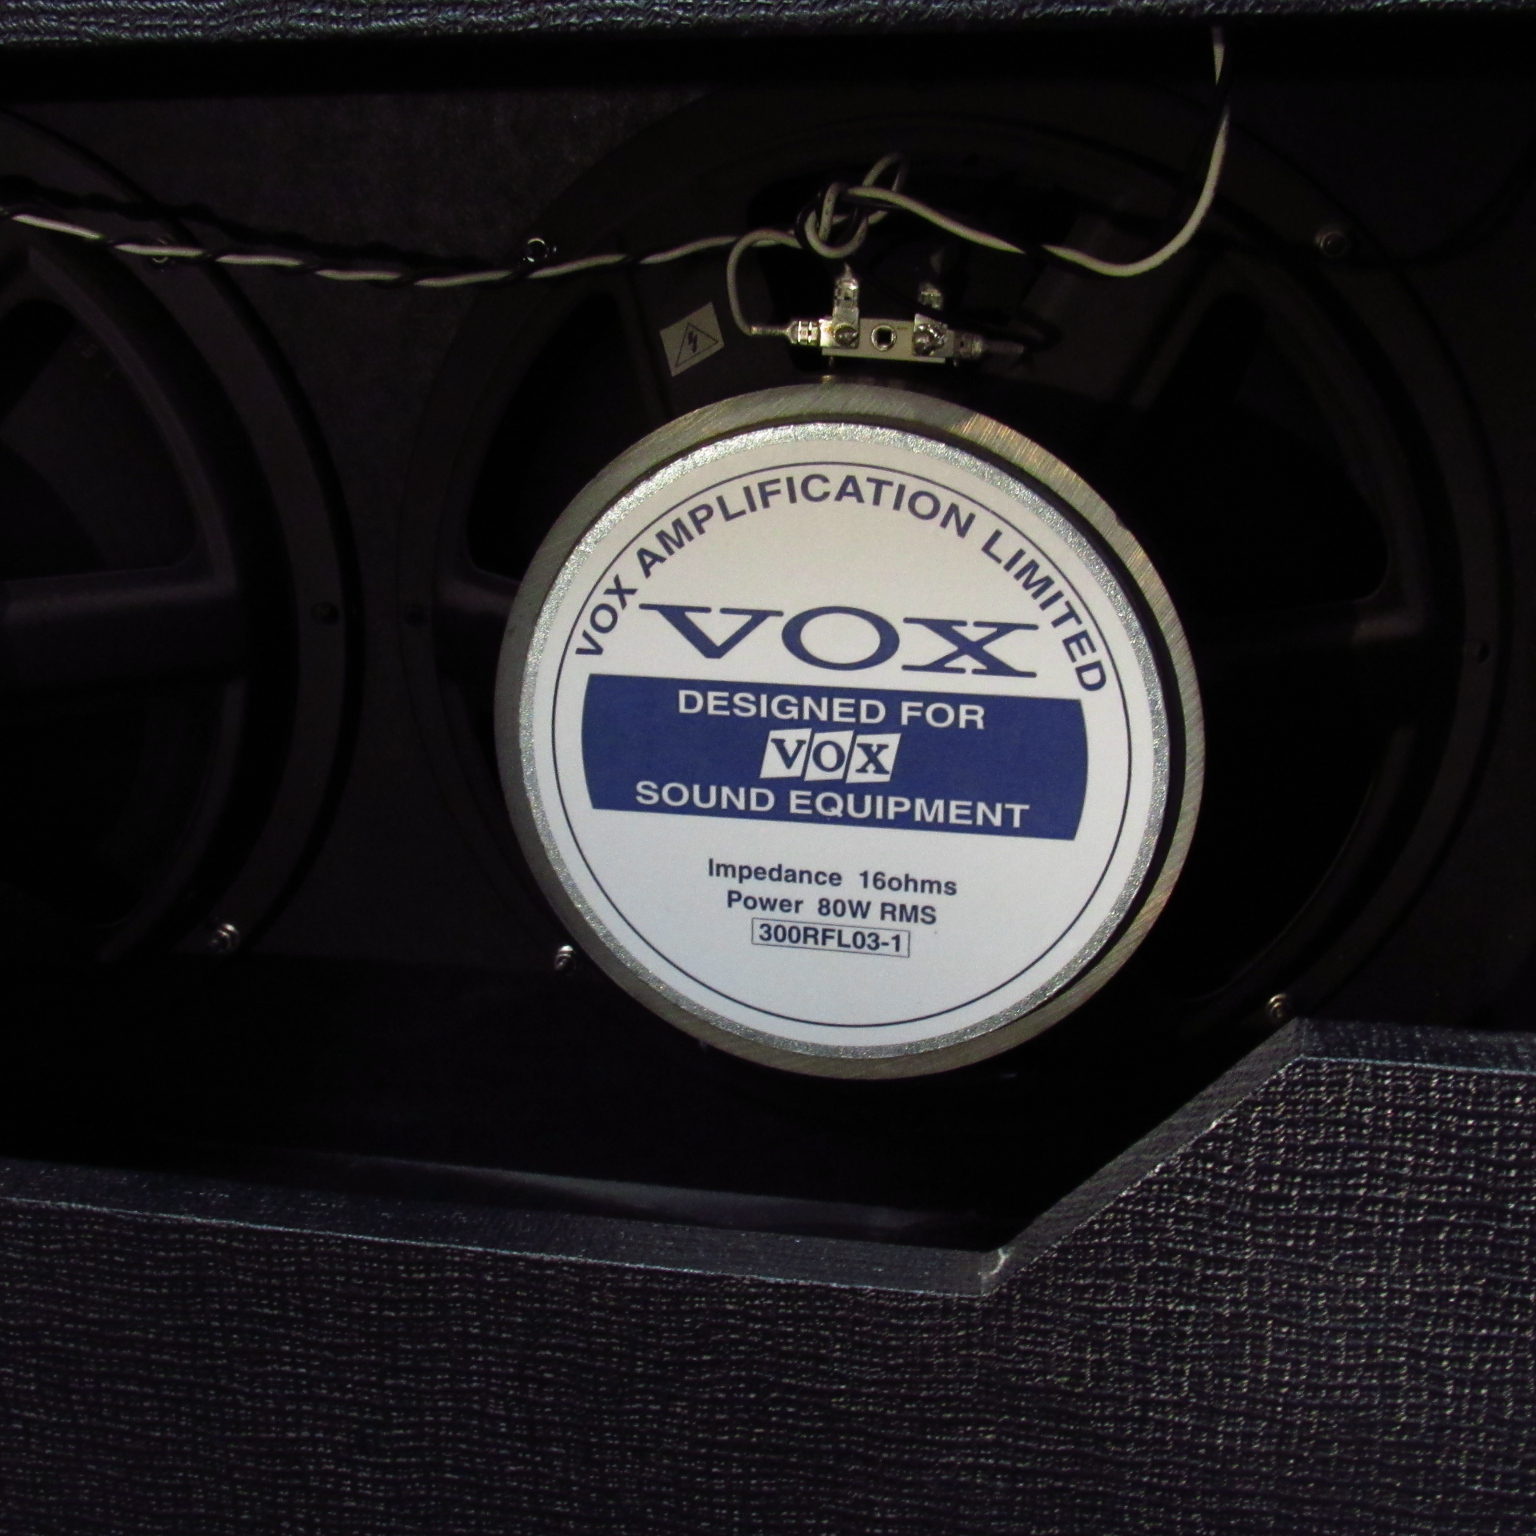 VOX AMPLIFICATION LIMITED
VOX
DESIGNED FOR
VOX
SOUND EQUIPMENT
Impedance 16ohms
Power 80W RMS
300RFL03-1